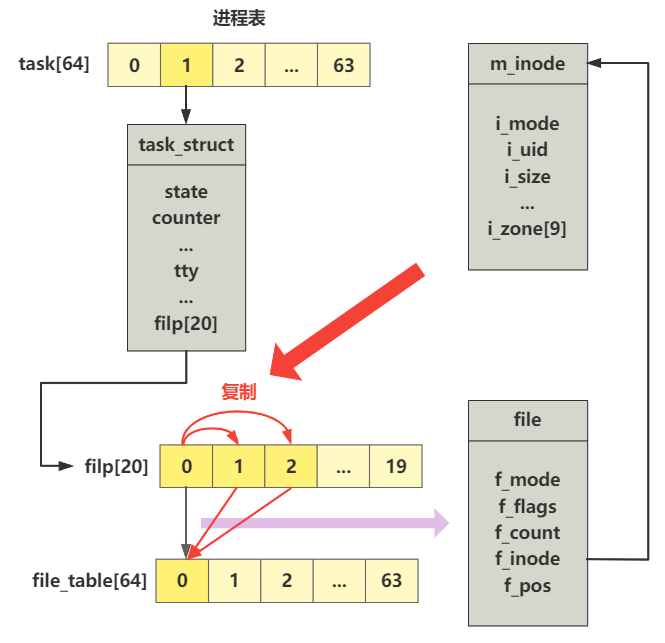 进程表
task[64]
0 1 2 ... 63
task_struct
state
counter
...
tty
...
filp[20]
m_inode
i_mode
i_uid
i_size
...
i_zone[9]
复制
filp[20]
0 1 2 ... 19
file_table[64]
0 1 2 ... 63
file
f_mode
f_flags
f_count
f_inode
f_pos